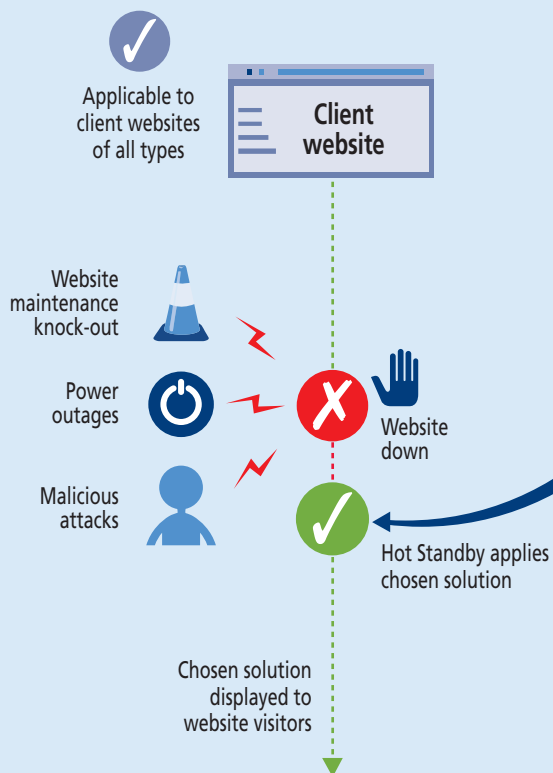 Applicable to
client websites
of all types
Client
website
Website
maintenance
knock-out
Power
outages
Website
down
Malicious
attacks
Hot Standby applies
chosen solution
Chosen solution
displayed to
website visitors